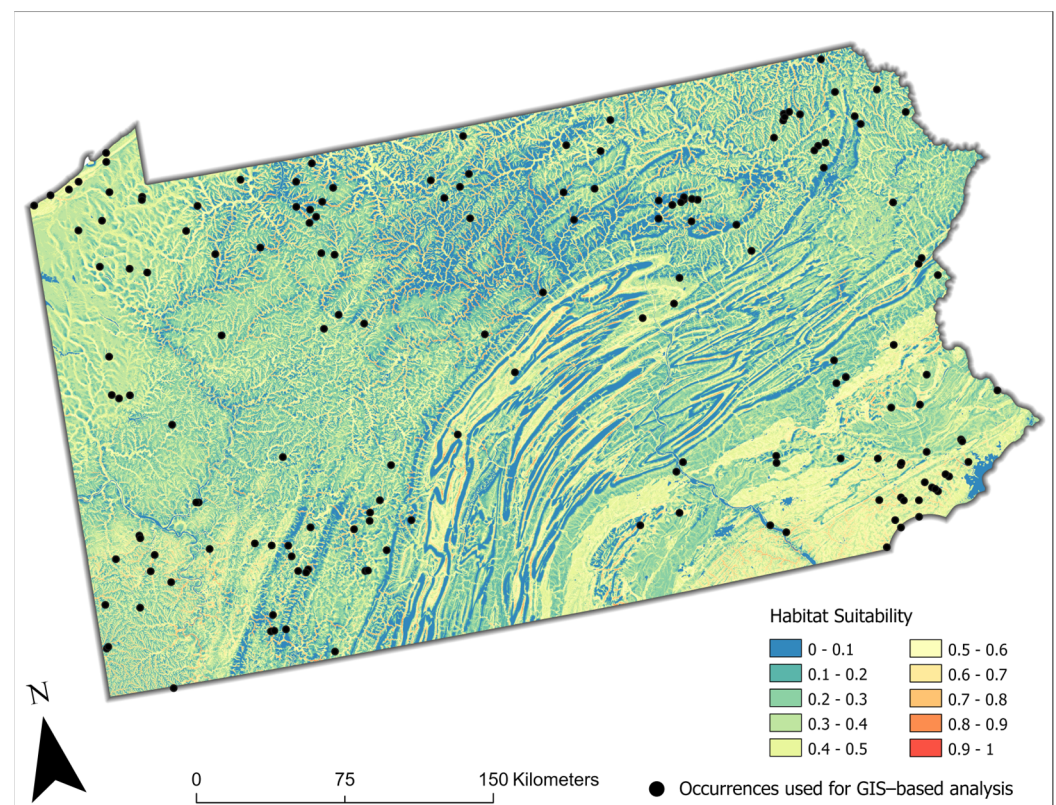 Habitat Suitability
0 - 0.1
0.1 - 0.2
0.2 - 0.3
0.3 - 0.4
0.4 - 0.5
0.5 - 0.6
0.6 - 0.7
0.7 - 0.8
0.8 - 0.9
0.9 - 1
N
0 75 150 Kilometers
Occurrences used for GIS–based analysis